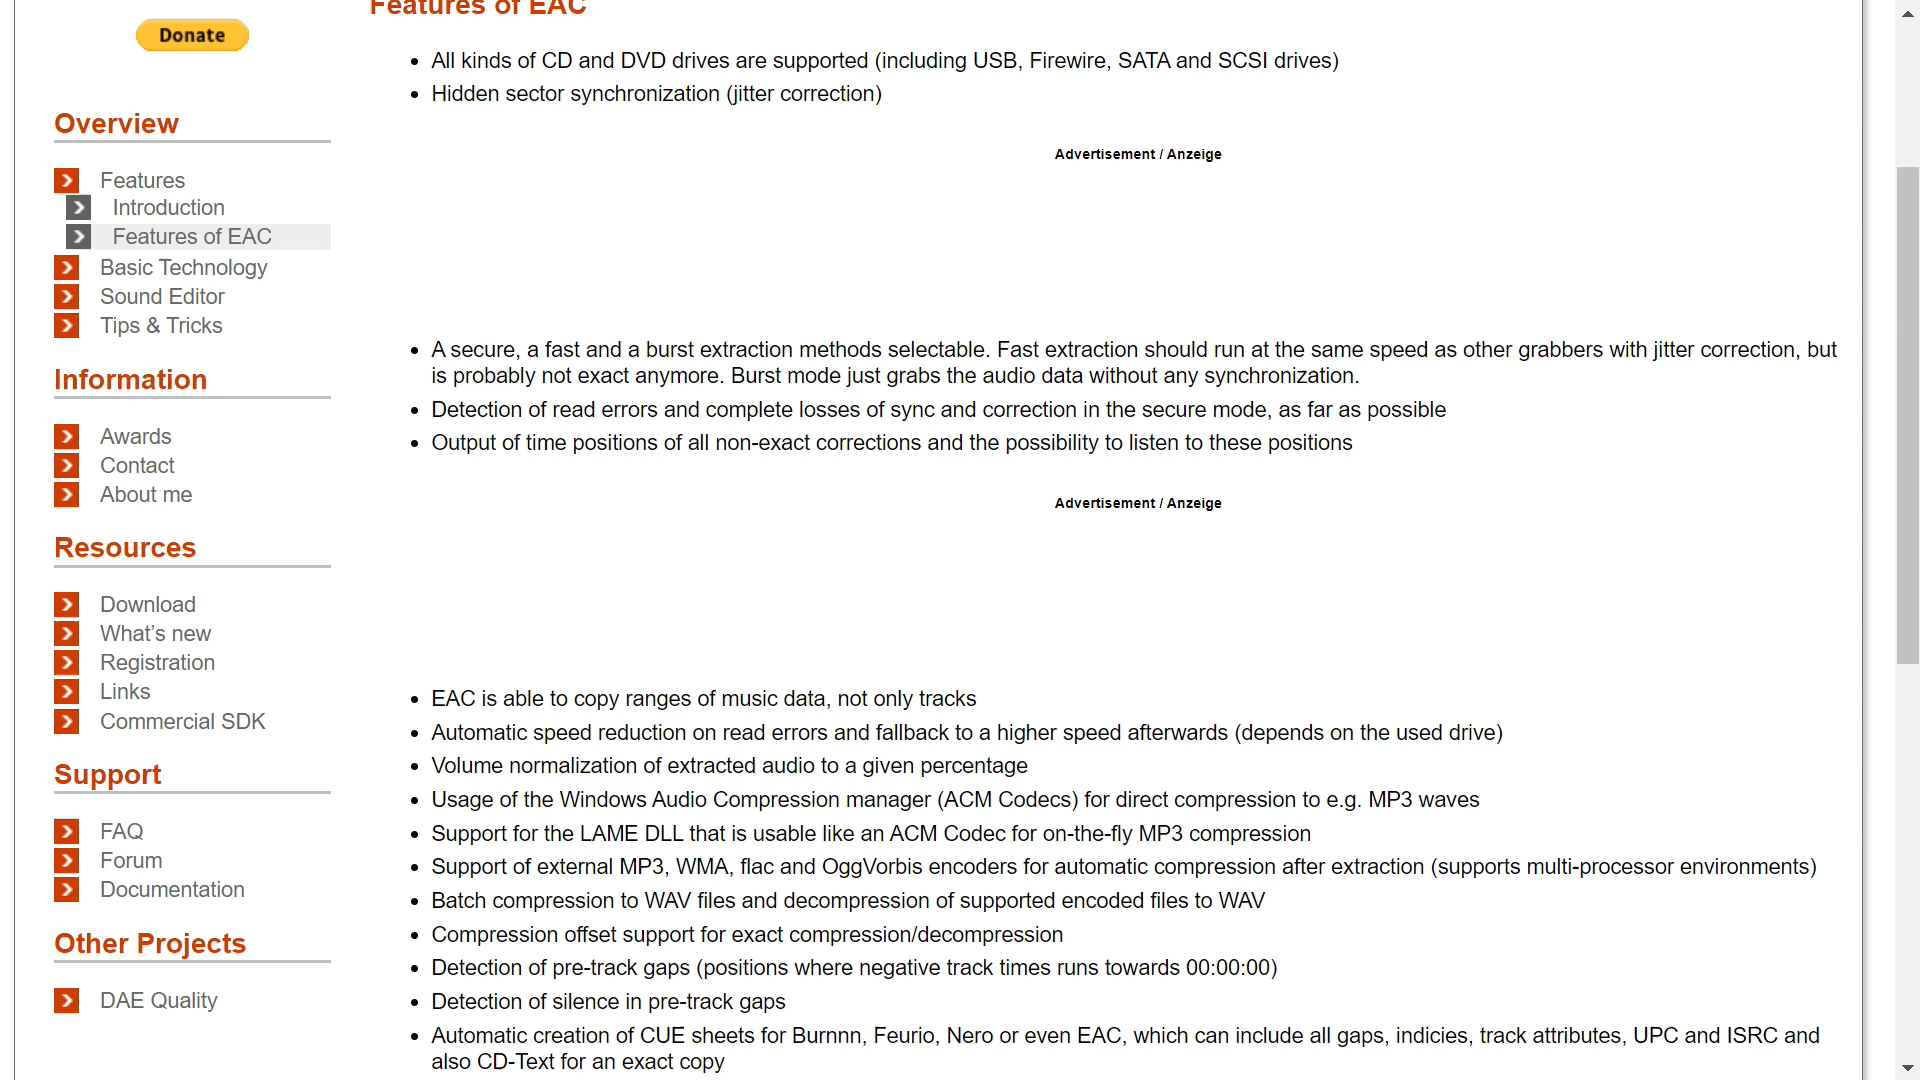 Donate
Overview
Features
Introduction
Features of EAC
Basic Technology
Sound Editor
Tips & Tricks
Information
Awards
Contact
About me
Resources
Download
What’s new
Registration
Links
Commercial SDK
Support
FAQ
Forum
Documentation
Other Projects
DAE Quality
Features of EAC
All kinds of CD and DVD drives are supported (including USB, Firewire, SATA and SCSI drives)
Hidden sector synchronization (jitter correction)
Advertisement / Anzeige
A secure, a fast and a burst extraction methods selectable. Fast extraction should run at the same speed as other grabbers with jitter correction, but
is probably not exact anymore. Burst mode just grabs the audio data without any synchronization.
Detection of read errors and complete losses of sync and correction in the secure mode, as far as possible
Output of time positions of all non-exact corrections and the possibility to listen to these positions
Advertisement / Anzeige
EAC is able to copy ranges of music data, not only tracks
Automatic speed reduction on read errors and fallback to a higher speed afterwards (depends on the used drive)
Volume normalization of extracted audio to a given percentage
Usage of the Windows Audio Compression manager (ACM Codecs) for direct compression to e.g. MP3 waves
Support for the LAME DLL that is usable like an ACM Codec for on-the-fly MP3 compression
Support of external MP3, WMA, flac and OggVorbis encoders for automatic compression after extraction (supports multi-processor environments)
Batch compression to WAV files and decompression of supported encoded files to WAV
Compression offset support for exact compression/decompression
Detection of pre-track gaps (positions where negative track times runs towards 00:00:00)
Detection of silence in pre-track gaps
Automatic creation of CUE sheets for Burnnn, Feurio, Nero or even EAC, which can include all gaps, indicies, track attributes, UPC and ISRC and
also CD-Text for an exact copy